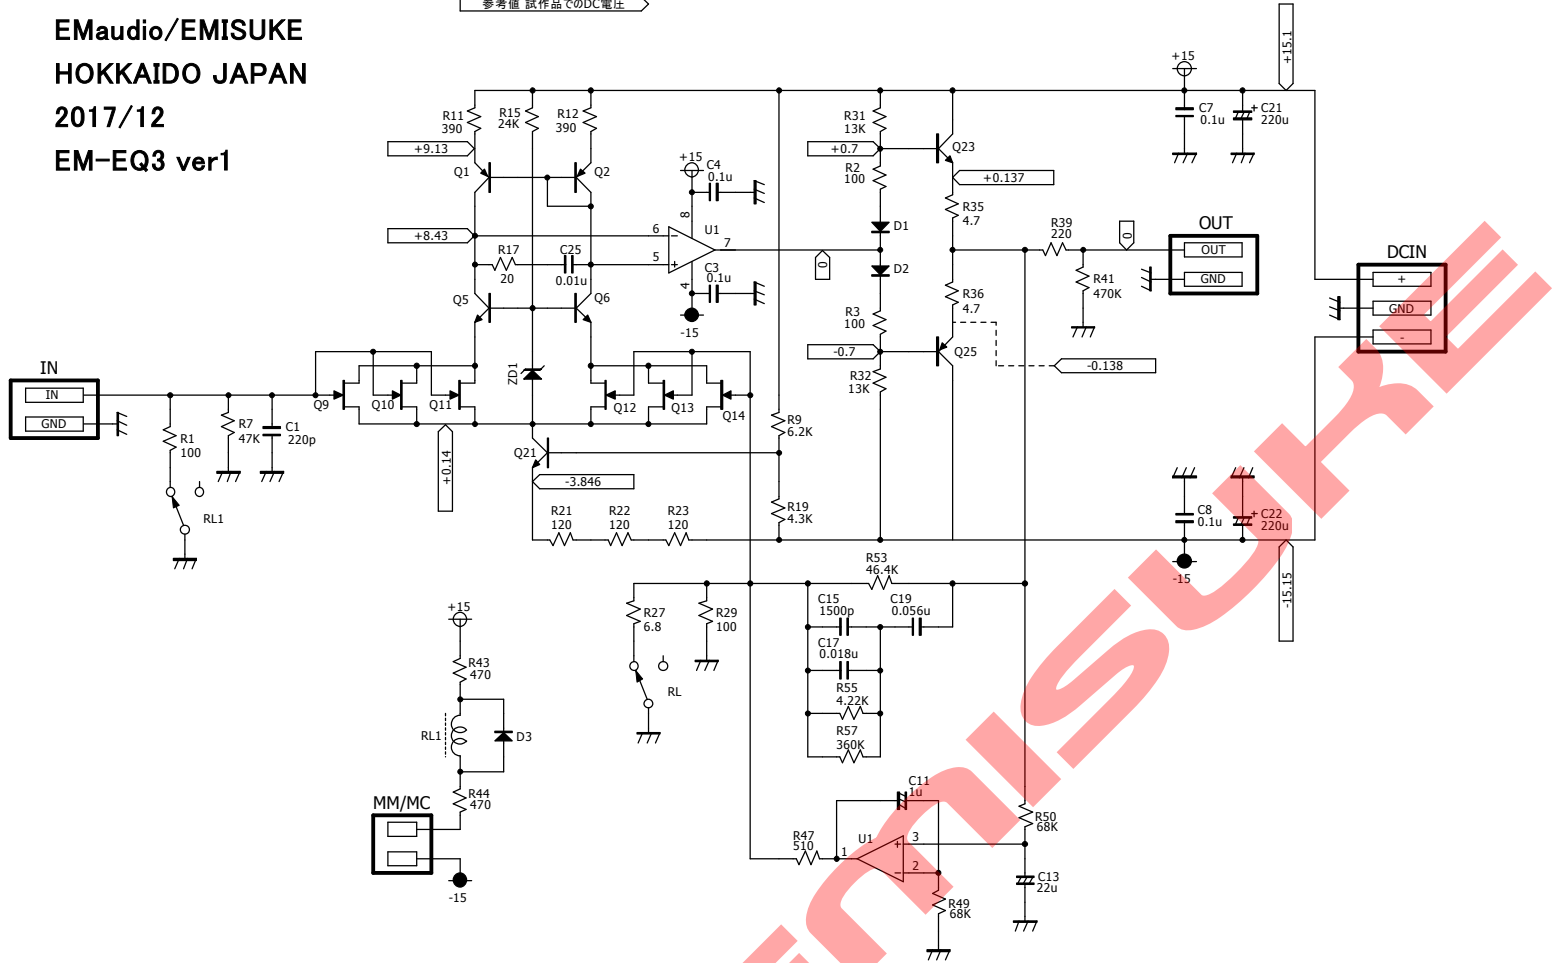 参考値 試作品でのDC電圧
EMaudio/EMISUKE
HOKKAIDO JAPAN
2017/12
EM-EQ3 ver1
+15.1
+15
C7
0.1u
+ C21
220u
R11
390
R15
24K
R12
390
+9.13
Q1
Q2
+15
C4
0.1u
R31
13K
+0.7
R2
100
Q23
+0.137
R35
4.7
+8.43
R17
20
C25
0.01u
6
5
8
U1
7
4
C3
0.1u
-15
D1
0
D2
R39
220
0
R41
470K
OUT
OUT
GND
DCIN
+
GND
-
Q5
Q6
R36
4.7
R3
100
-0.7
Q25
-0.138
R32
13K
IN
IN
GND
ZD1
Q9
Q10
Q11
Q12
Q13
Q14
R1
100
R7
47K
C1
220p
RL1
+0.14
Q21
-3.846
R9
6.2K
R19
4.3K
R21
120
R22
120
R23
120
C8
0.1u
+ C22
220u
-15
-15.15
R53
46.4K
R27
6.8
R29
100
RL
C15
1500p
C19
0.056u
C17
0.018u
R55
4.22K
R57
360K
+15
R43
470
RL1
D3
R44
470
MM/MC
-15
C11
1u
R47
510
1
U1
+
3
-
2
R50
68K
C13
22u
R49
68K
EMISUKE